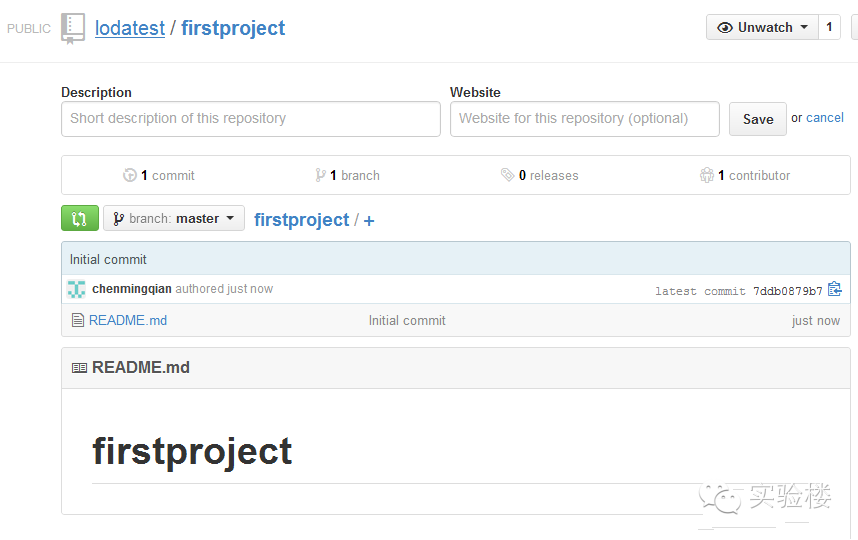 PUBLIC lodatest / firstproject Unwatch 1
Description Website
Short description of this repository Website for this repository (optional) Save or cancel
1 commit 1 branch 0 releases 1 contributor
branch: master firstproject / +
Initial commit
chenmingqian authored just now latest commit 7ddb0879b7
README.md Initial commit just now
README.md
firstproject
实验楼